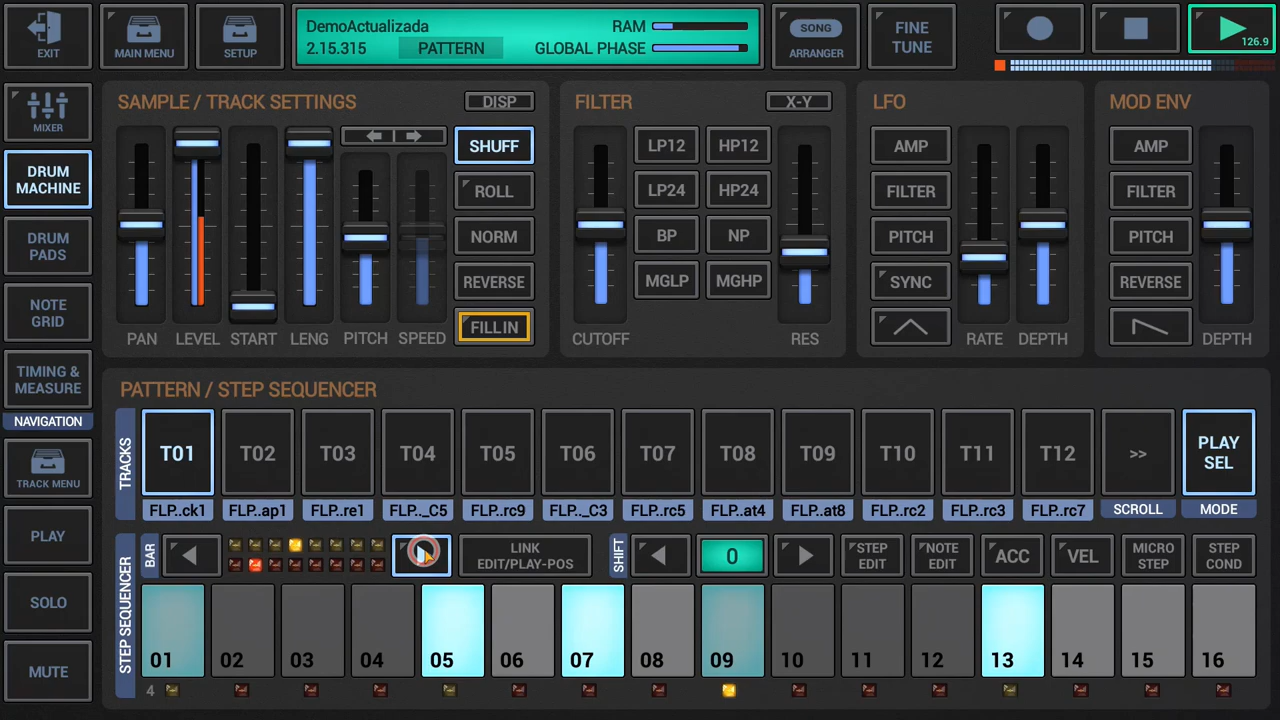 EXIT
MAIN MENU
SETUP
DemoActualizada
RAM
2.15.315
PATTERN
GLOBAL PHASE
SONG
ARRANGER
FINE
TUNE
126.9
MIXER
DRUM
MACHINE
DRUM
PADS
NOTE
GRID
TIMING &
MEASURE
NAVIGATION
TRACK MENU
PLAY
SOLO
MUTE
SAMPLE / TRACK SETTINGS
DISP
SHUFF
ROLL
NORM
REVERSE
FILLIN
PAN
LEVEL
START
LENG
PITCH
SPEED
FILTER
X-Y
LP12
HP12
LP24
HP24
BP
NP
MGLP
MGHP
CUTOFF
RES
LFO
AMP
FILTER
PITCH
SYNC
RATE
DEPTH
MOD ENV
AMP
FILTER
PITCH
REVERSE
DEPTH
PATTERN / STEP SEQUENCER
TRACKS
T01
T02
T03
T04
T05
T06
T07
T08
T09
T10
T11
T12
>>
PLAY
SEL
FLP..ck1
FLP..ap1
FLP..re1
FLP.._C5
FLP..rc9
FLP.._C3
FLP..rc5
FLP..at4
FLP..at8
FLP..rc2
FLP..rc3
FLP..rc7
SCROLL
MODE
BAR
LINK
EDIT/PLAY-POS
SHIFT
0
STEP
EDIT
NOTE
EDIT
ACC
VEL
MICRO
STEP
STEP
COND
STEP SEQUENCER
01
02
03
04
05
06
07
08
09
10
11
12
13
14
15
16
4